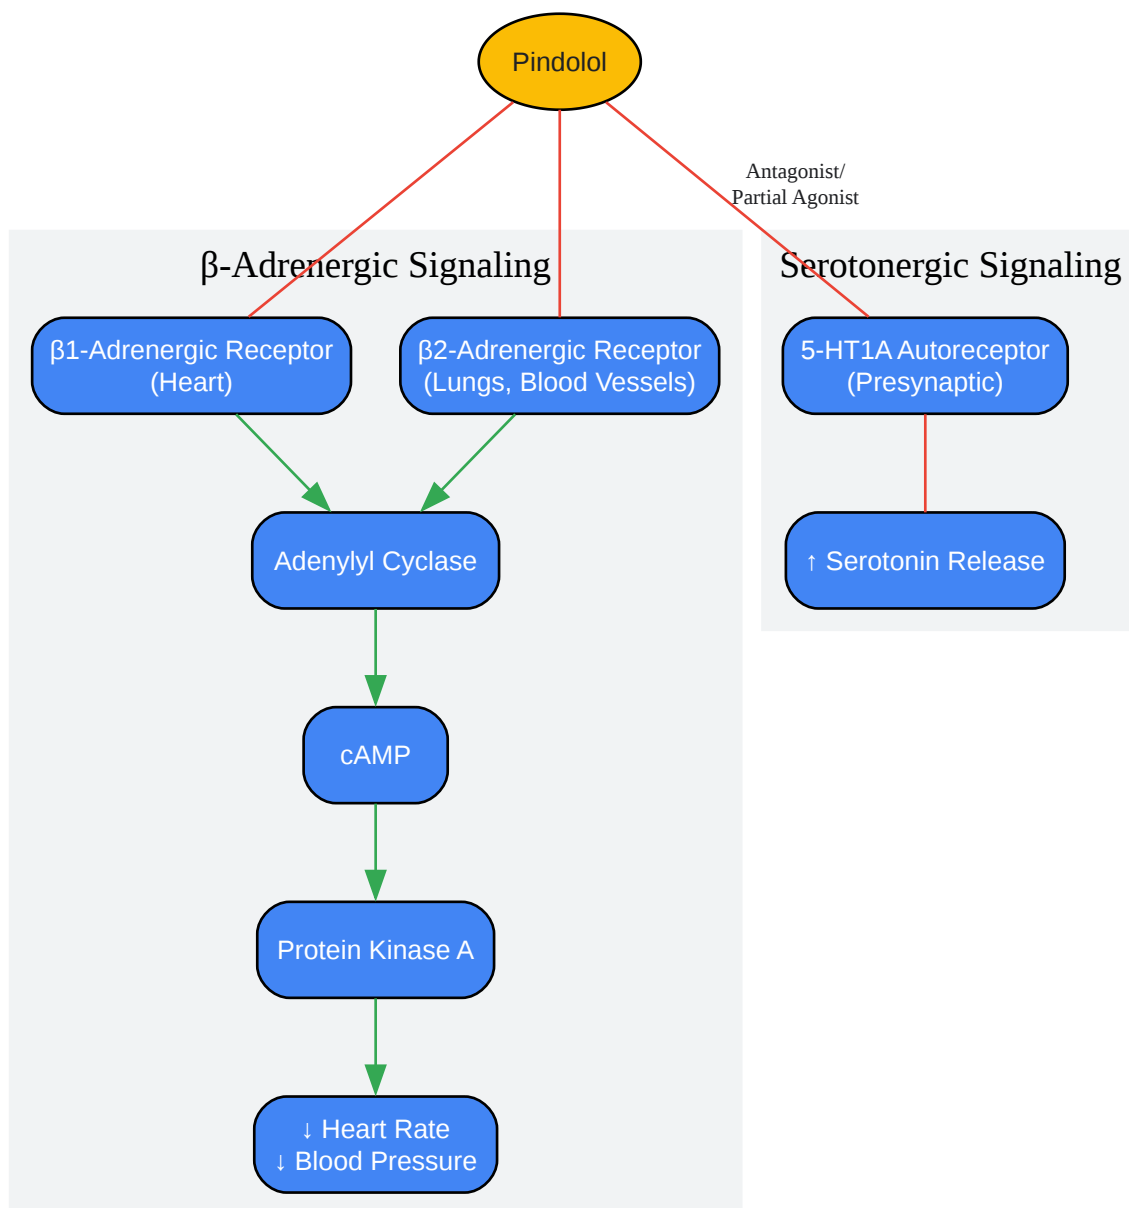 Pindolol
Antagonist/
Partial Agonist
β-Adrenergic Signaling
Serotonergic Signaling
β1-Adrenergic Receptor
(Heart)
β2-Adrenergic Receptor
(Lungs, Blood Vessels)
5-HT1A Autoreceptor
(Presynaptic)
Adenylyl Cyclase
↑ Serotonin Release
cAMP
Protein Kinase A
↓ Heart Rate
↓ Blood Pressure